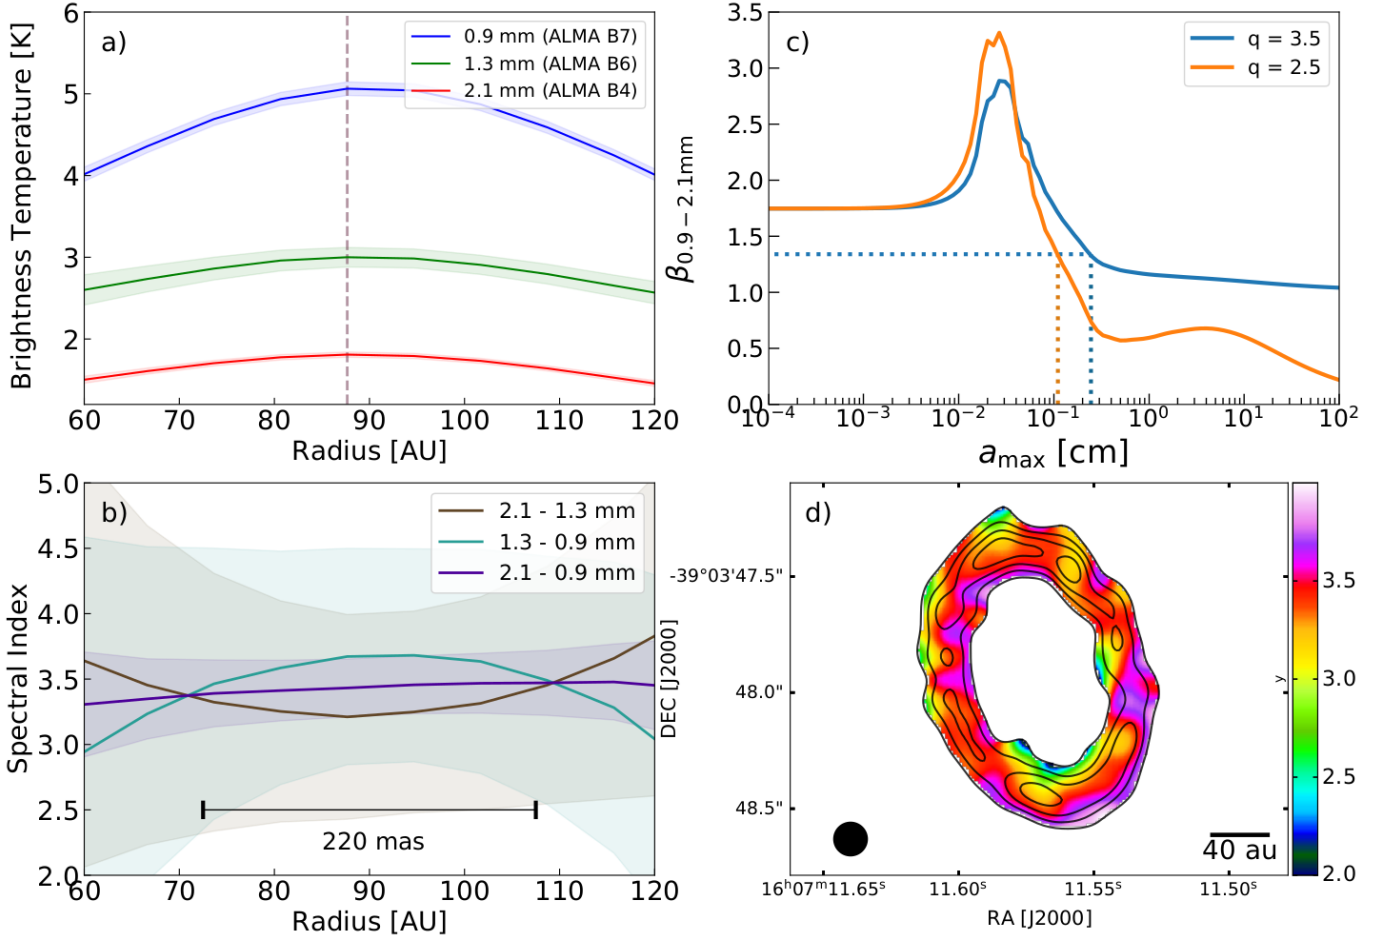 a)
Brightness Temperature [K]
6
5
4
3
2
0.9 mm (ALMA B7)
1.3 mm (ALMA B6)
2.1 mm (ALMA B4)
60 70 80 90 100 110 120
Radius [AU]
c)
β0.9 − 2.1mm
3.5
3.0
2.5
2.0
1.5
1.0
0.5
0.0
q = 3.5
q = 2.5
10⁻⁴ 10⁻³ 10⁻² 10⁻¹ 10⁰ 10¹ 10²
amax [cm]
b)
Spectral Index
5.0
4.5
4.0
3.5
3.0
2.5
2.0
2.1 - 1.3 mm
1.3 - 0.9 mm
2.1 - 0.9 mm
220 mas
60 70 80 90 100 110 120
Radius [AU]
d)
DEC [J2000]
-39°03'47.5"
48.0"
48.5"
40 au
16ʰ07ᵐ11.65ˢ 11.60ˢ 11.55ˢ 11.50ˢ
RA [J2000]
y
3.5
3.0
2.5
2.0